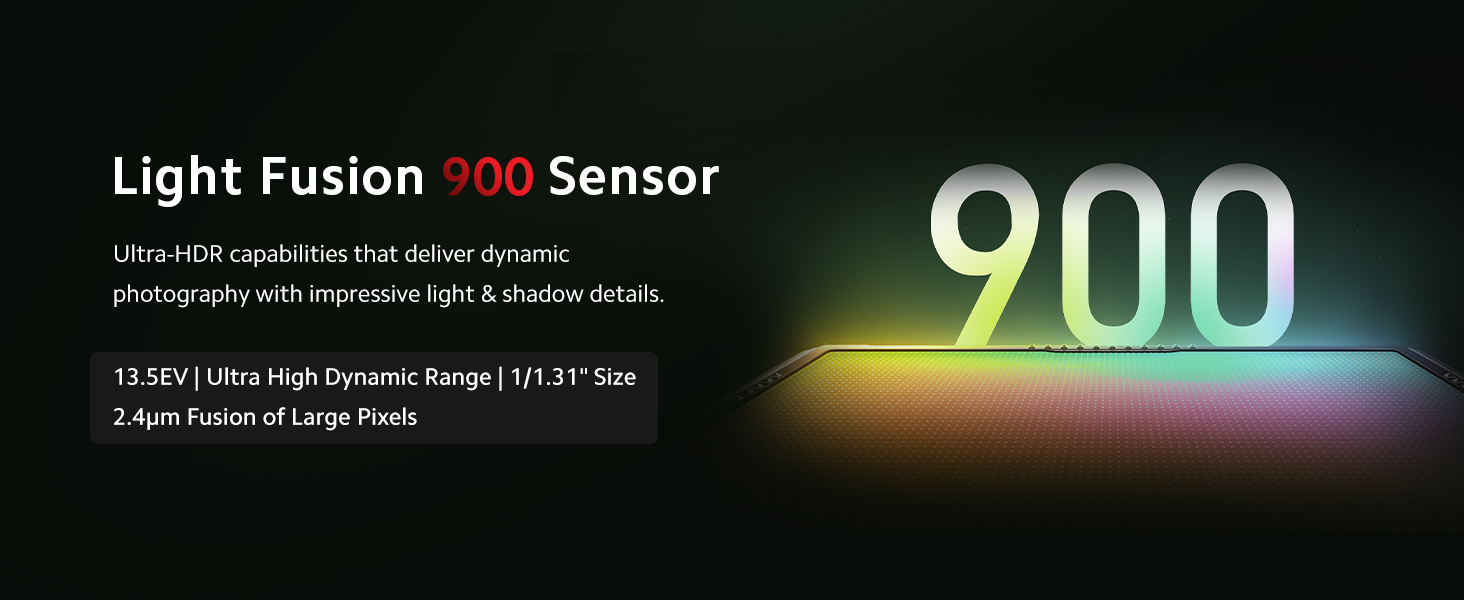 Light Fusion 900 Sensor
Ultra-HDR capabilities that deliver dynamic
photography with impressive light & shadow details.
13.5EV | Ultra High Dynamic Range | 1/1.31" Size
2.4μm Fusion of Large Pixels
900